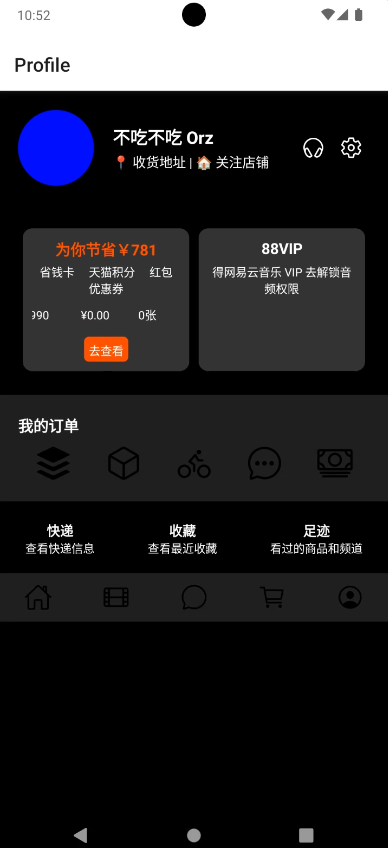 10:52
Profile
不吃不吃 Orz
📍 收货地址 | 🏠 关注店铺
为你节省￥781
省钱卡 天猫积分 红包
优惠券
990 ¥0.00 0张
去查看
88VIP
得网易云音乐 VIP 去解锁音
频权限
我的订单
快递 收藏 足迹
查看快递信息 查看最近收藏 看过的商品和频道